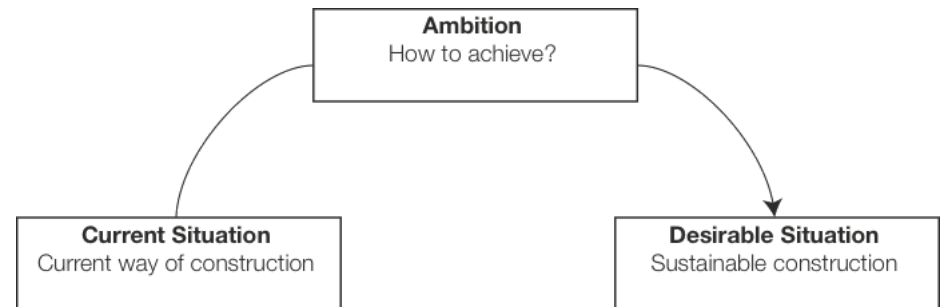 Ambition
How to achieve?
Current Situation
Current way of construction
Desirable Situation
Sustainable construction